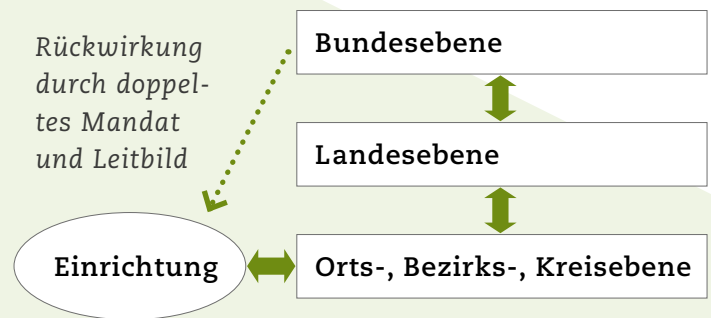 Rückwirkung
durch doppel-
tes Mandat
und Leitbild
Bundesebene
Landesebene
Einrichtung
Orts-, Bezirks-, Kreisebene